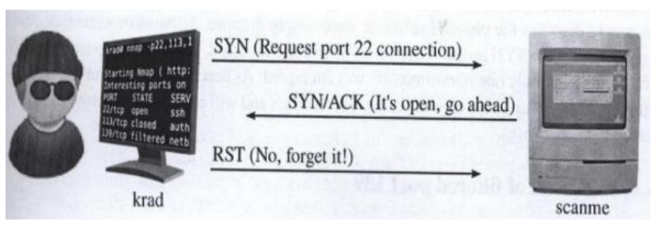 krad# nmap -p22,113,1
Starting Nmap ( http:
Interesting ports on
PORT STATE SERV
22/tcp open ssh
113/tcp closed auth
139/tcp filtered netb
SYN (Request port 22 connection)
SYN/ACK (It's open, go ahead)
RST (No, forget it!)
krad
scanme